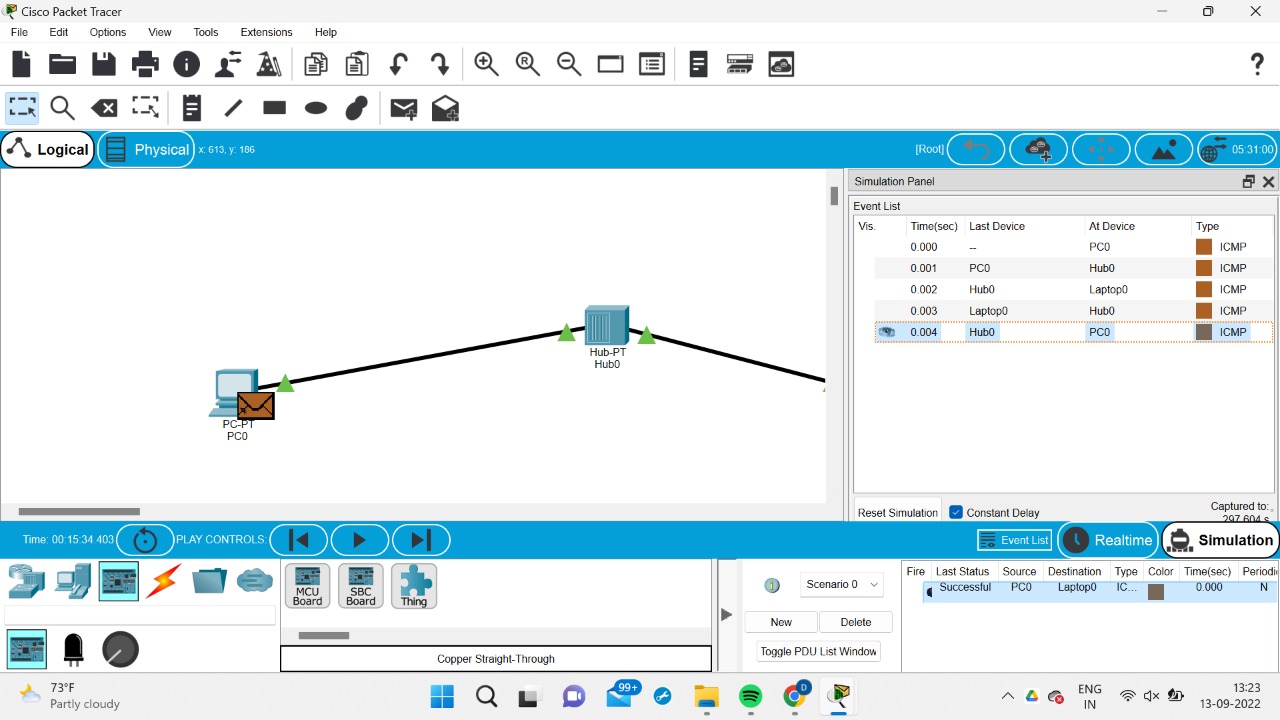 Cisco Packet Tracer
File Edit Options View Tools Extensions Help
Logical Physical x: 613, y: 186 [Root] 05:31:00
Simulation Panel
Event List
Vis. Time(sec) Last Device At Device Type
0.000 -- PC0 ICMP
0.001 PC0 Hub0 ICMP
0.002 Hub0 Laptop0 ICMP
0.003 Laptop0 Hub0 ICMP
0.004 Hub0 PC0 ICMP
Hub-PT
Hub0
PC-PT
PC0
Reset Simulation Constant Delay Captured to:
297.604 s
Time: 00:15:34 403 PLAY CONTROLS: Event List Realtime Simulation
MCU Board
SBC Board
Thing
Copper Straight-Through
Scenario 0
New Delete
Toggle PDU List Window
Fire Last Status Source Destination Type Color Time(sec) Periodi
Successful PC0 Laptop0 IC... 0.000 N
73°F
Partly cloudy
99+
D
ENG
IN
13:23
13-09-2022